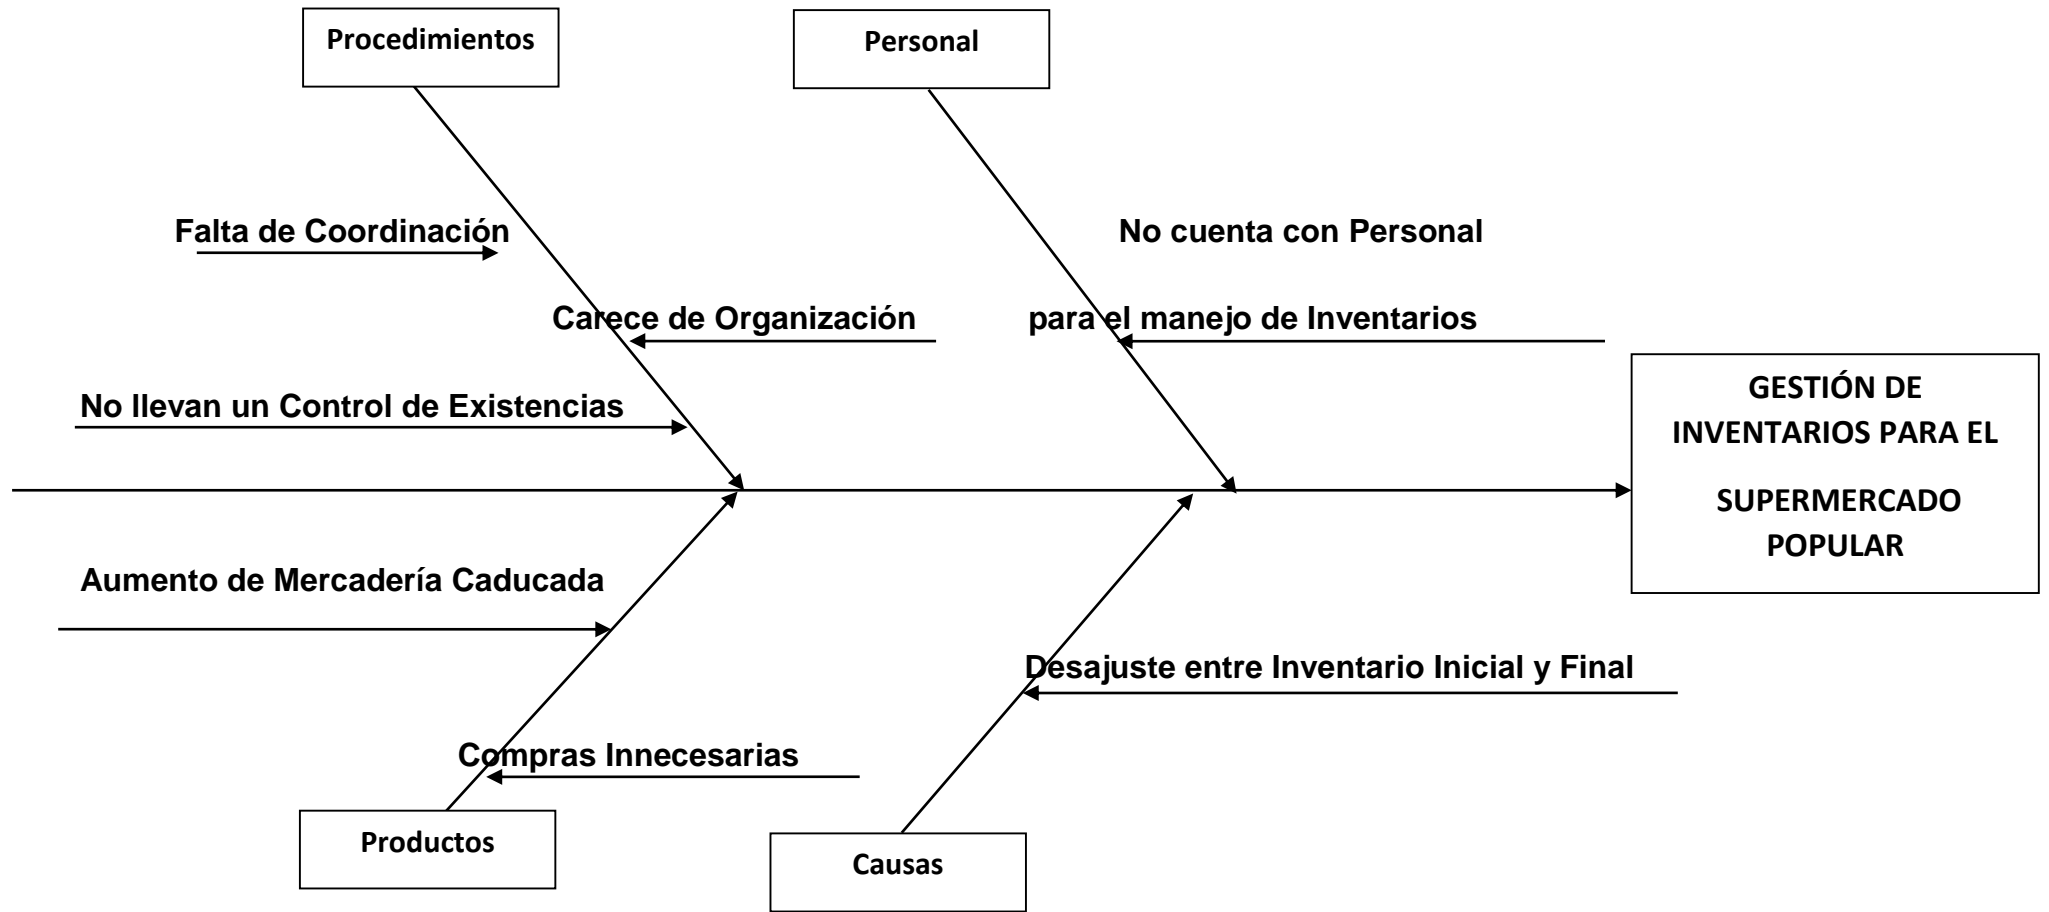 Procedimientos
Personal
Falta de Coordinación
No cuenta con Personal
Carece de Organización
para el manejo de Inventarios
No llevan un Control de Existencias
GESTIÓN DE
INVENTARIOS PARA EL
SUPERMERCADO
POPULAR
Aumento de Mercadería Caducada
Desajuste entre Inventario Inicial y Final
Compras Innecesarias
Productos
Causas